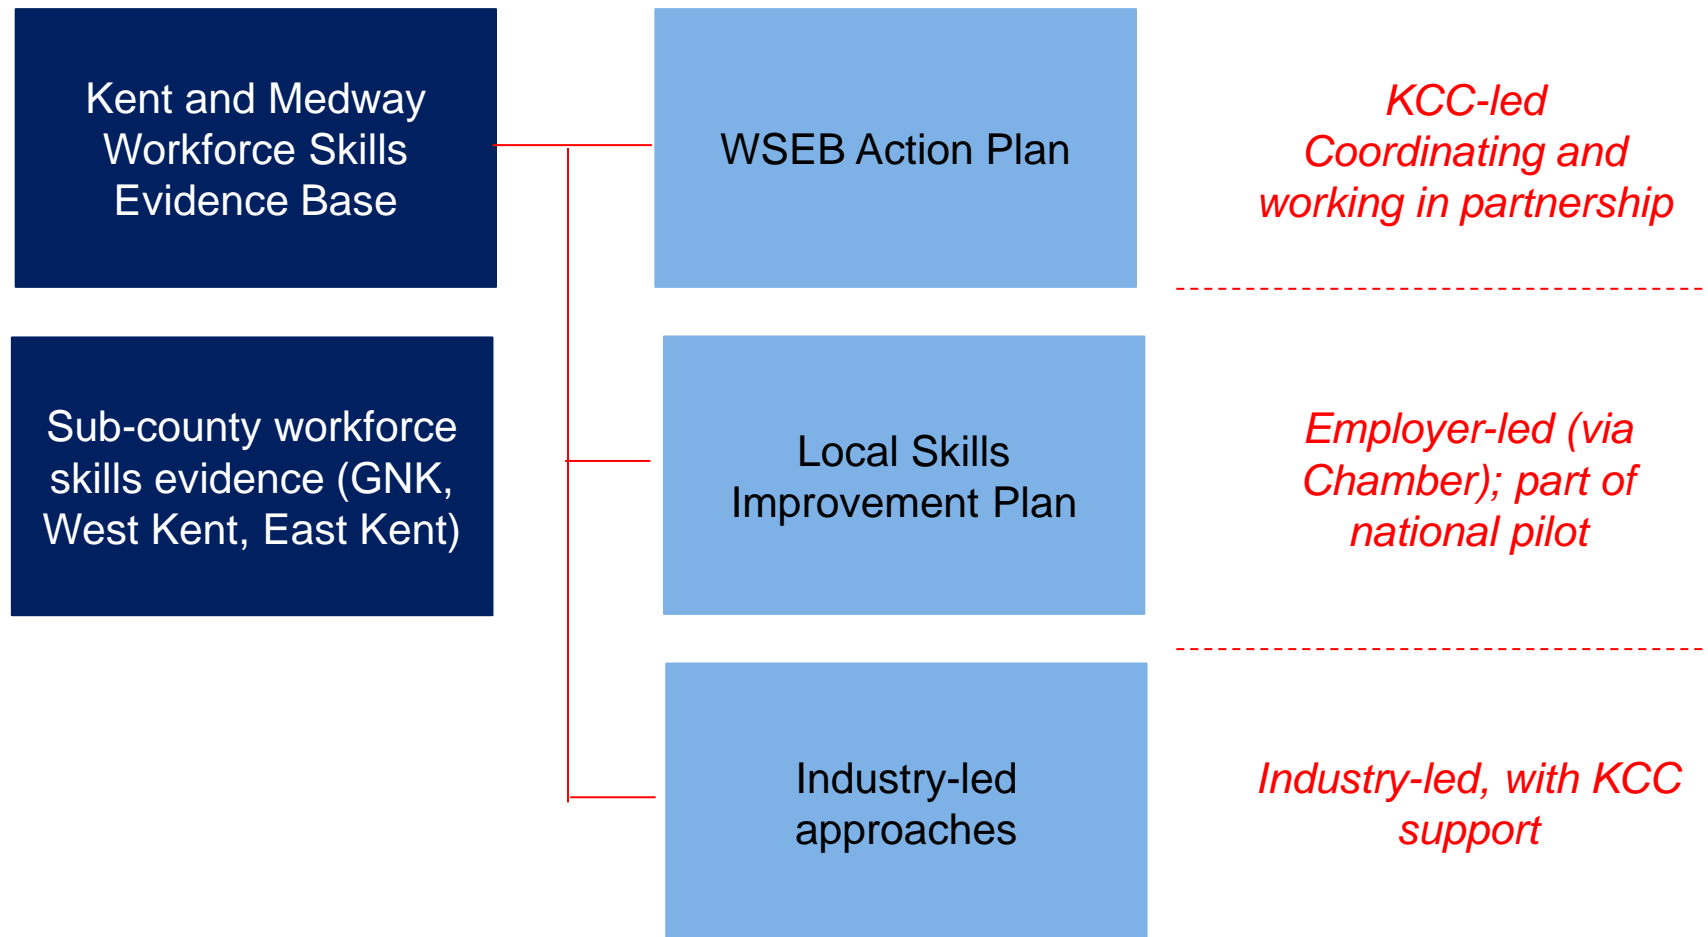 Kent and Medway
Workforce Skills
Evidence Base
WSEB Action Plan
KCC-led
Coordinating and
working in partnership
Sub-county workforce
skills evidence (GNK,
West Kent, East Kent)
Local Skills
Improvement Plan
Employer-led (via
Chamber); part of
national pilot
Industry-led
approaches
Industry-led, with KCC
support